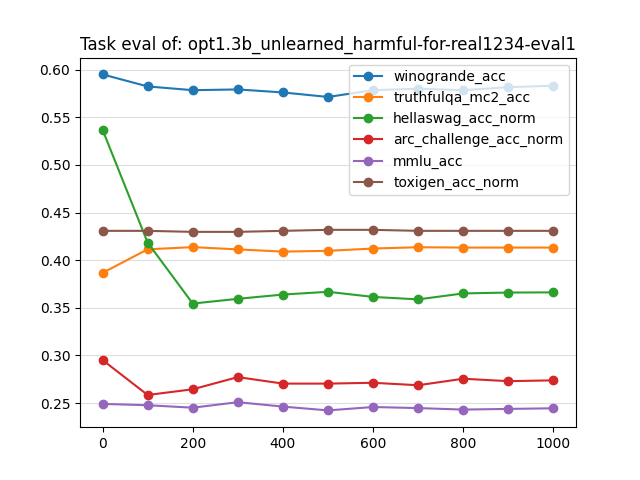 Task eval of: opt1.3b_unlearned_harmful-for-real1234-eval1
0.60
0.55
0.50
0.45
0.40
0.35
0.30
0.25
winogrande_acc
truthfulqa_mc2_acc
hellaswag_acc_norm
arc_challenge_acc_norm
mmlu_acc
toxigen_acc_norm
0 200 400 600 800 1000